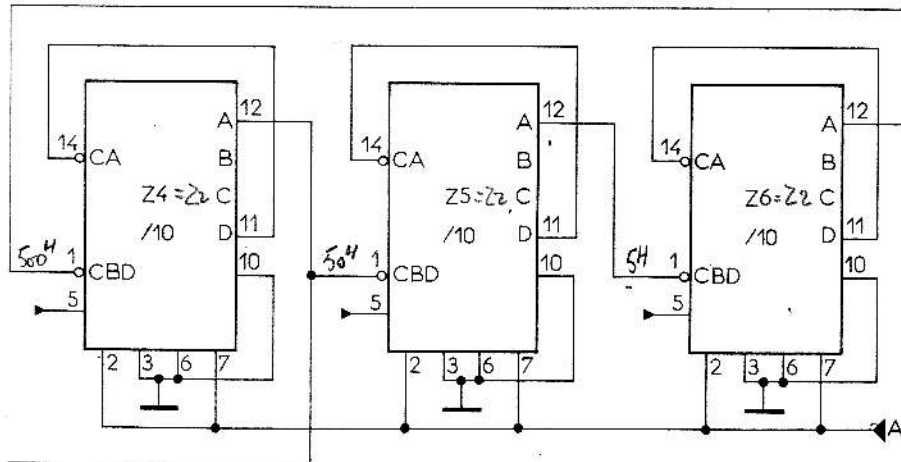 12 12 12
A A A
14 CA B 14 CA B 14 CA B
Z4=Z2 C Z5=Z2 C Z6=Z2 C
/10 D 11 /10 D 11 /10 D 11
500H 1 CBD 10 50H 1 CBD 10 5H 1 CBD 10
5 5 5
2 3 6 7 2 3 6 7 2 3 6 7
A